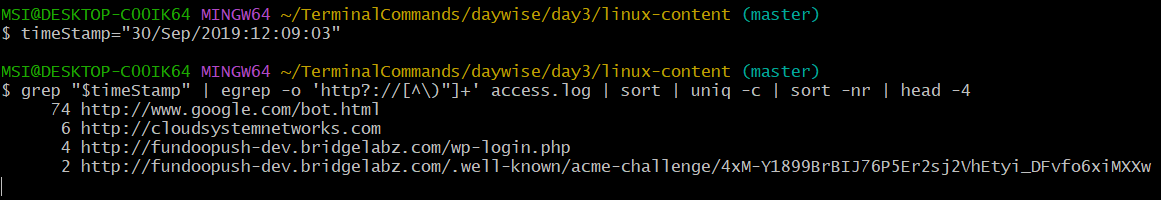 MSI@DESKTOP-COOIK64 MINGW64 ~/TerminalCommands/daywise/day3/linux-content (master)
$ timeStamp="30/Sep/2019:12:09:03"
MSI@DESKTOP-COOIK64 MINGW64 ~/TerminalCommands/daywise/day3/linux-content (master)
$ grep "$timeStamp" | egrep -o 'http?://[^\)"]+' access.log | sort | uniq -c | sort -nr | head -4
74 http://www.google.com/bot.html
6 http://cloudsystemnetworks.com
4 http://fundoopush-dev.bridgelabz.com/wp-login.php
2 http://fundoopush-dev.bridgelabz.com/.well-known/acme-challenge/4xM-Y1899BrBIJ76P5Er2sj2VhEtyi_DFvfo6xiMXXw